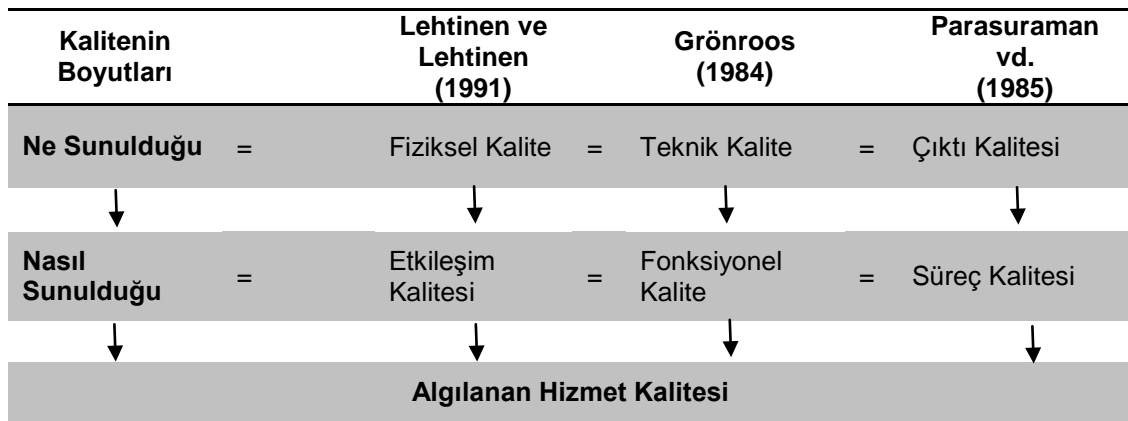 Kalitenin Boyutları
Lehtinen ve Lehtinen (1991)
Grönroos (1984)
Parasuraman vd. (1985)
Ne Sunulduğu = Fiziksel Kalite = Teknik Kalite = Çıktı Kalitesi
Nasıl Sunulduğu = Etkileşim Kalitesi = Fonksiyonel Kalite = Süreç Kalitesi
Algılanan Hizmet Kalitesi